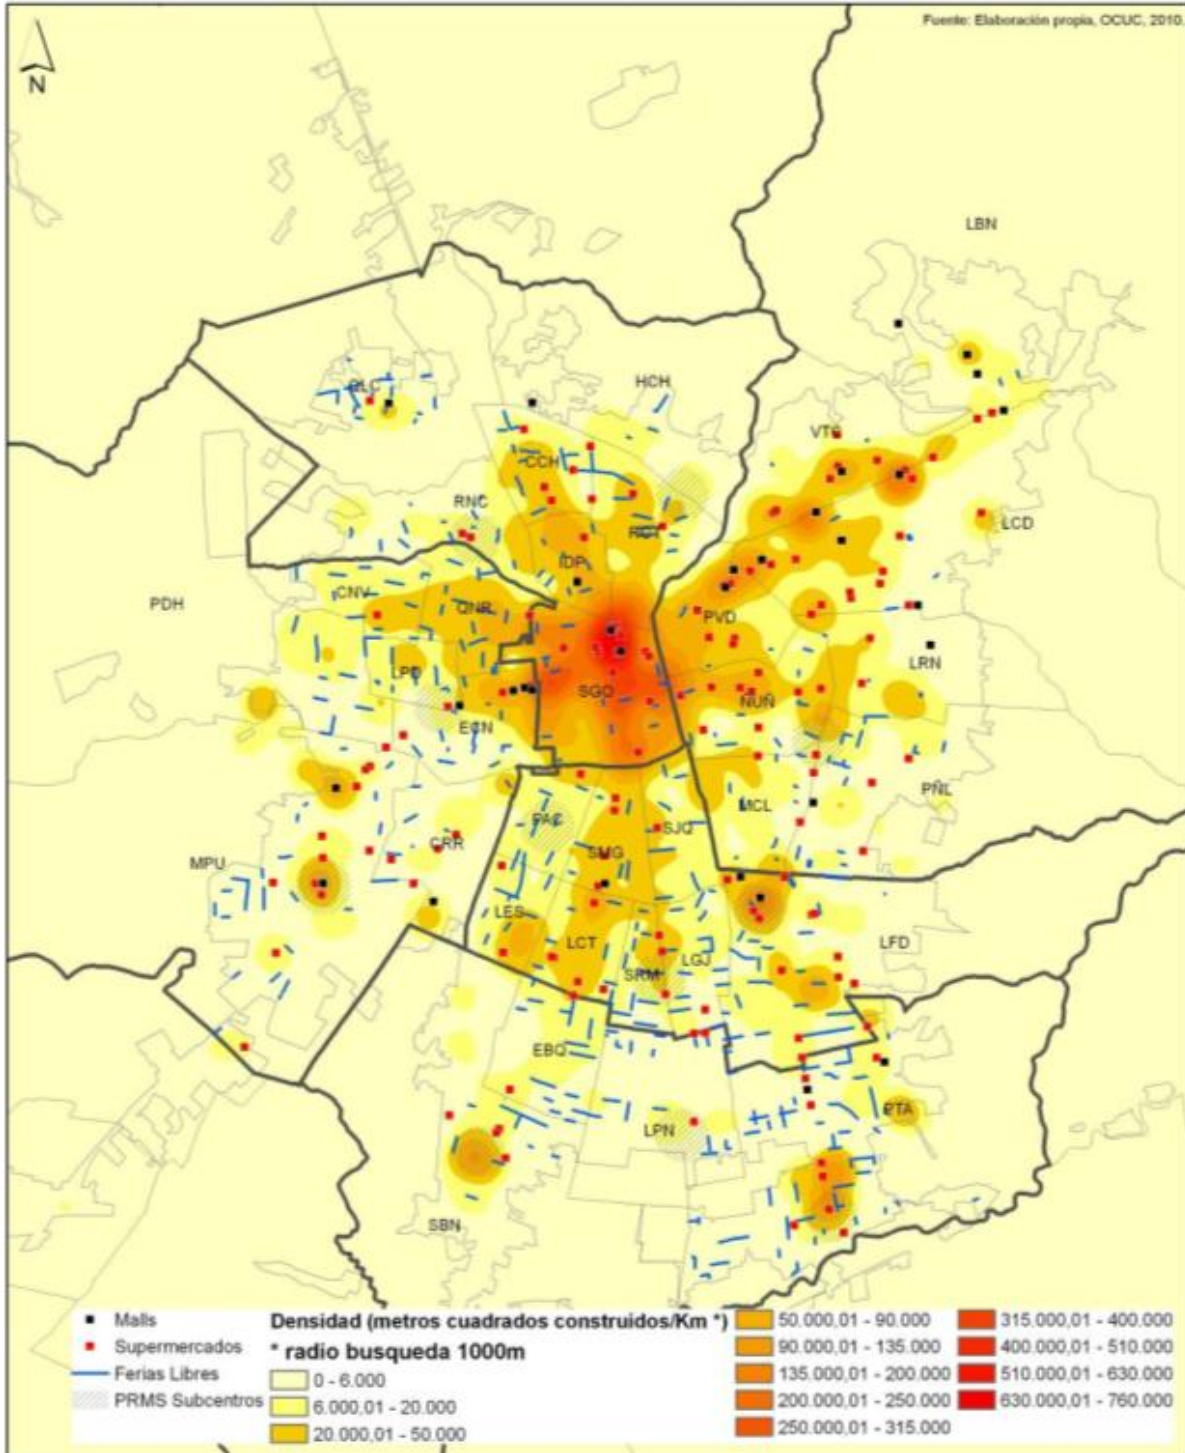 Fuente: Elaboración propia, OCUC, 2010.
N
LBN
HCH
VTC
CCH
RNC
LCD
IDP
CNV
PDH
QNR
PVD
LPD
LRN
SGO
NUÑ
ECN
PÑL
MCL
PAC
SJQ
CRR
SMG
MPU
LES
LCT
LGJ
LFD
SRM
EBQ
PTA
LPN
SBN
Malls
Supermercados
Ferias Libres
PRMS Subcentros
Densidad (metros cuadrados construidos/Km *)
* radio busqueda 1000m
0 - 6.000
6.000,01 - 20.000
20.000,01 - 50.000
50.000,01 - 90.000
90.000,01 - 135.000
135.000,01 - 200.000
200.000,01 - 250.000
250.000,01 - 315.000
315.000,01 - 400.000
400.000,01 - 510.000
510.000,01 - 630.000
630.000,01 - 760.000